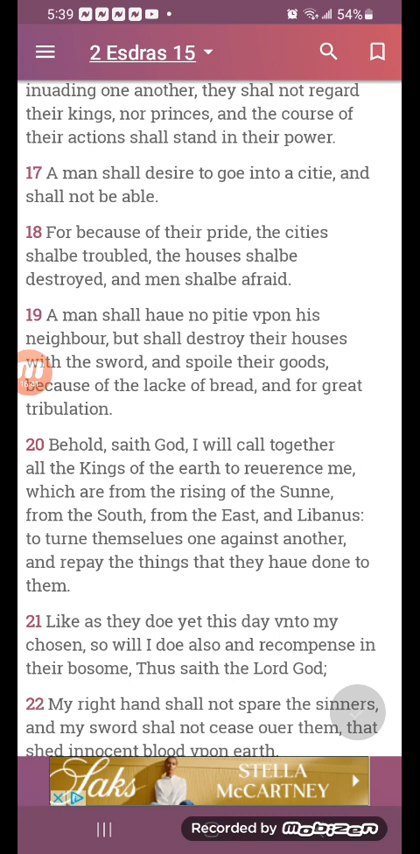 5:39 54%
2 Esdras 15
inuading one another, they shal not regard
their kings, nor princes, and the course of
their actions shall stand in their power.
17 A man shall desire to goe into a citie, and
shall not be able.
18 For because of their pride, the cities
shalbe troubled, the houses shalbe
destroyed, and men shalbe afraid.
19 A man shall haue no pitie vpon his
neighbour, but shall destroy their houses
with the sword, and spoile their goods,
because of the lacke of bread, and for great
tribulation.
20 Behold, saith God, I will call together
all the Kings of the earth to reuerence me,
which are from the rising of the Sunne,
from the South, from the East, and Libanus:
to turne themselues one against another,
and repay the things that they haue done to
them.
21 Like as they doe yet this day vnto my
chosen, so will I doe also and recompense in
their bosome, Thus saith the Lord God;
22 My right hand shall not spare the sinners,
and my sword shal not cease ouer them, that
shed innocent blood vpon earth.
Saks
STELLA
McCARTNEY
Recorded by mobizen